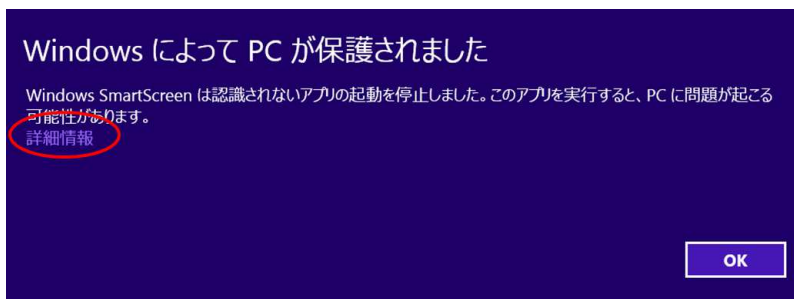 Windows によって PC が保護されました
Windows SmartScreen は認識されないアプリの起動を停止しました。このアプリを実行すると、PC に問題が起こる
可能性があります。
詳細情報
OK